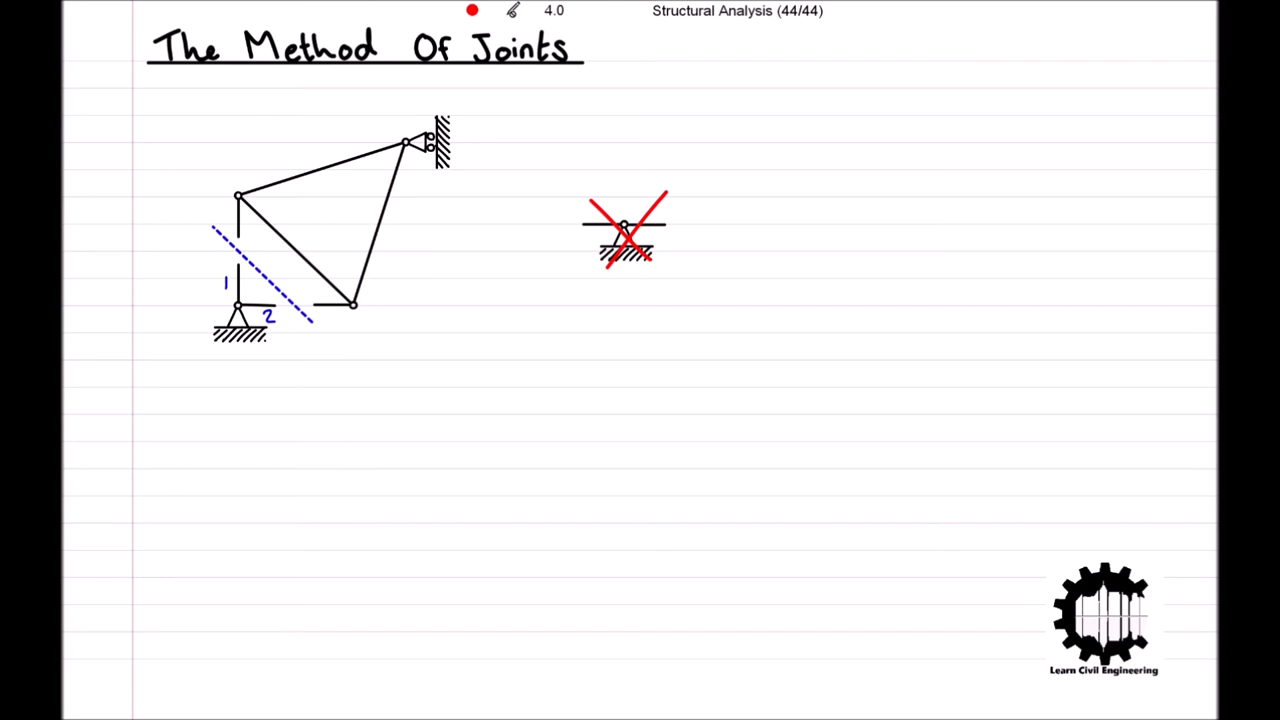 4.0 Structural Analysis (44/44)
The Method Of Joints
1
2
Learn Civil Engineering